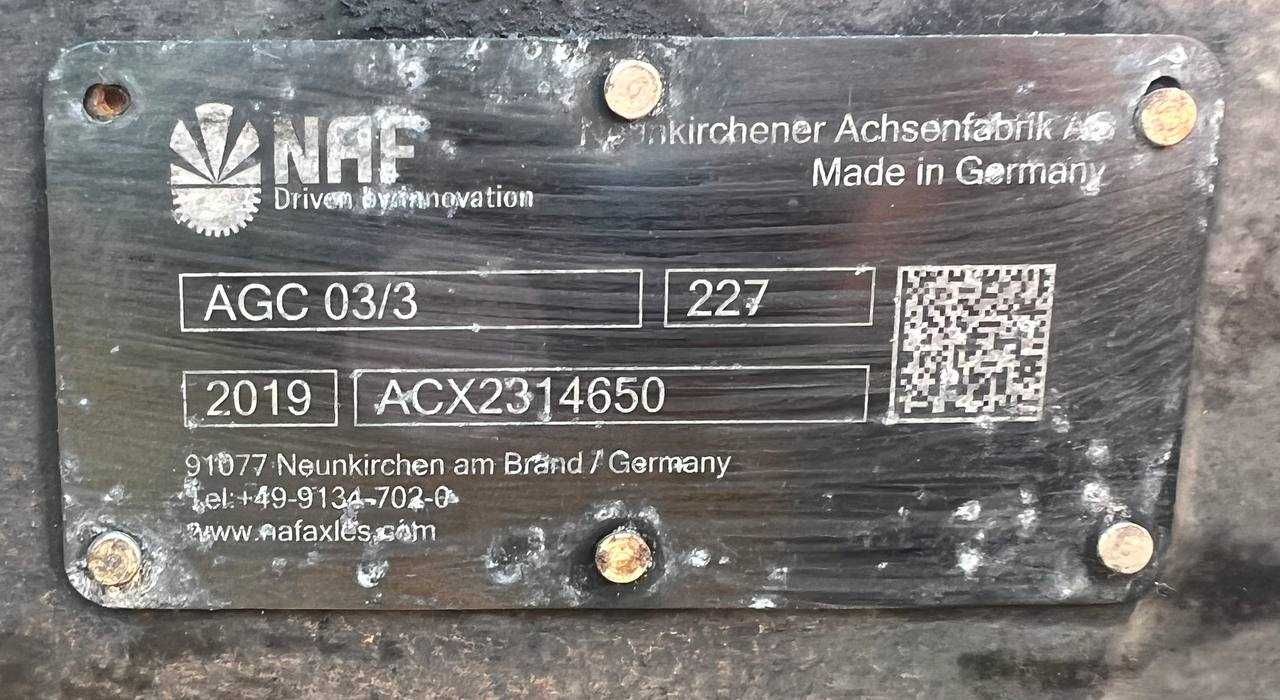 NAF
Driven by innovation
Neunkirchener Achsenfabrik AG
Made in Germany
AGC 03/3
227
2019
ACX2314650
91077 Neunkirchen am Brand / Germany
Tel:+49-9134-702-0
www.nafaxles.com